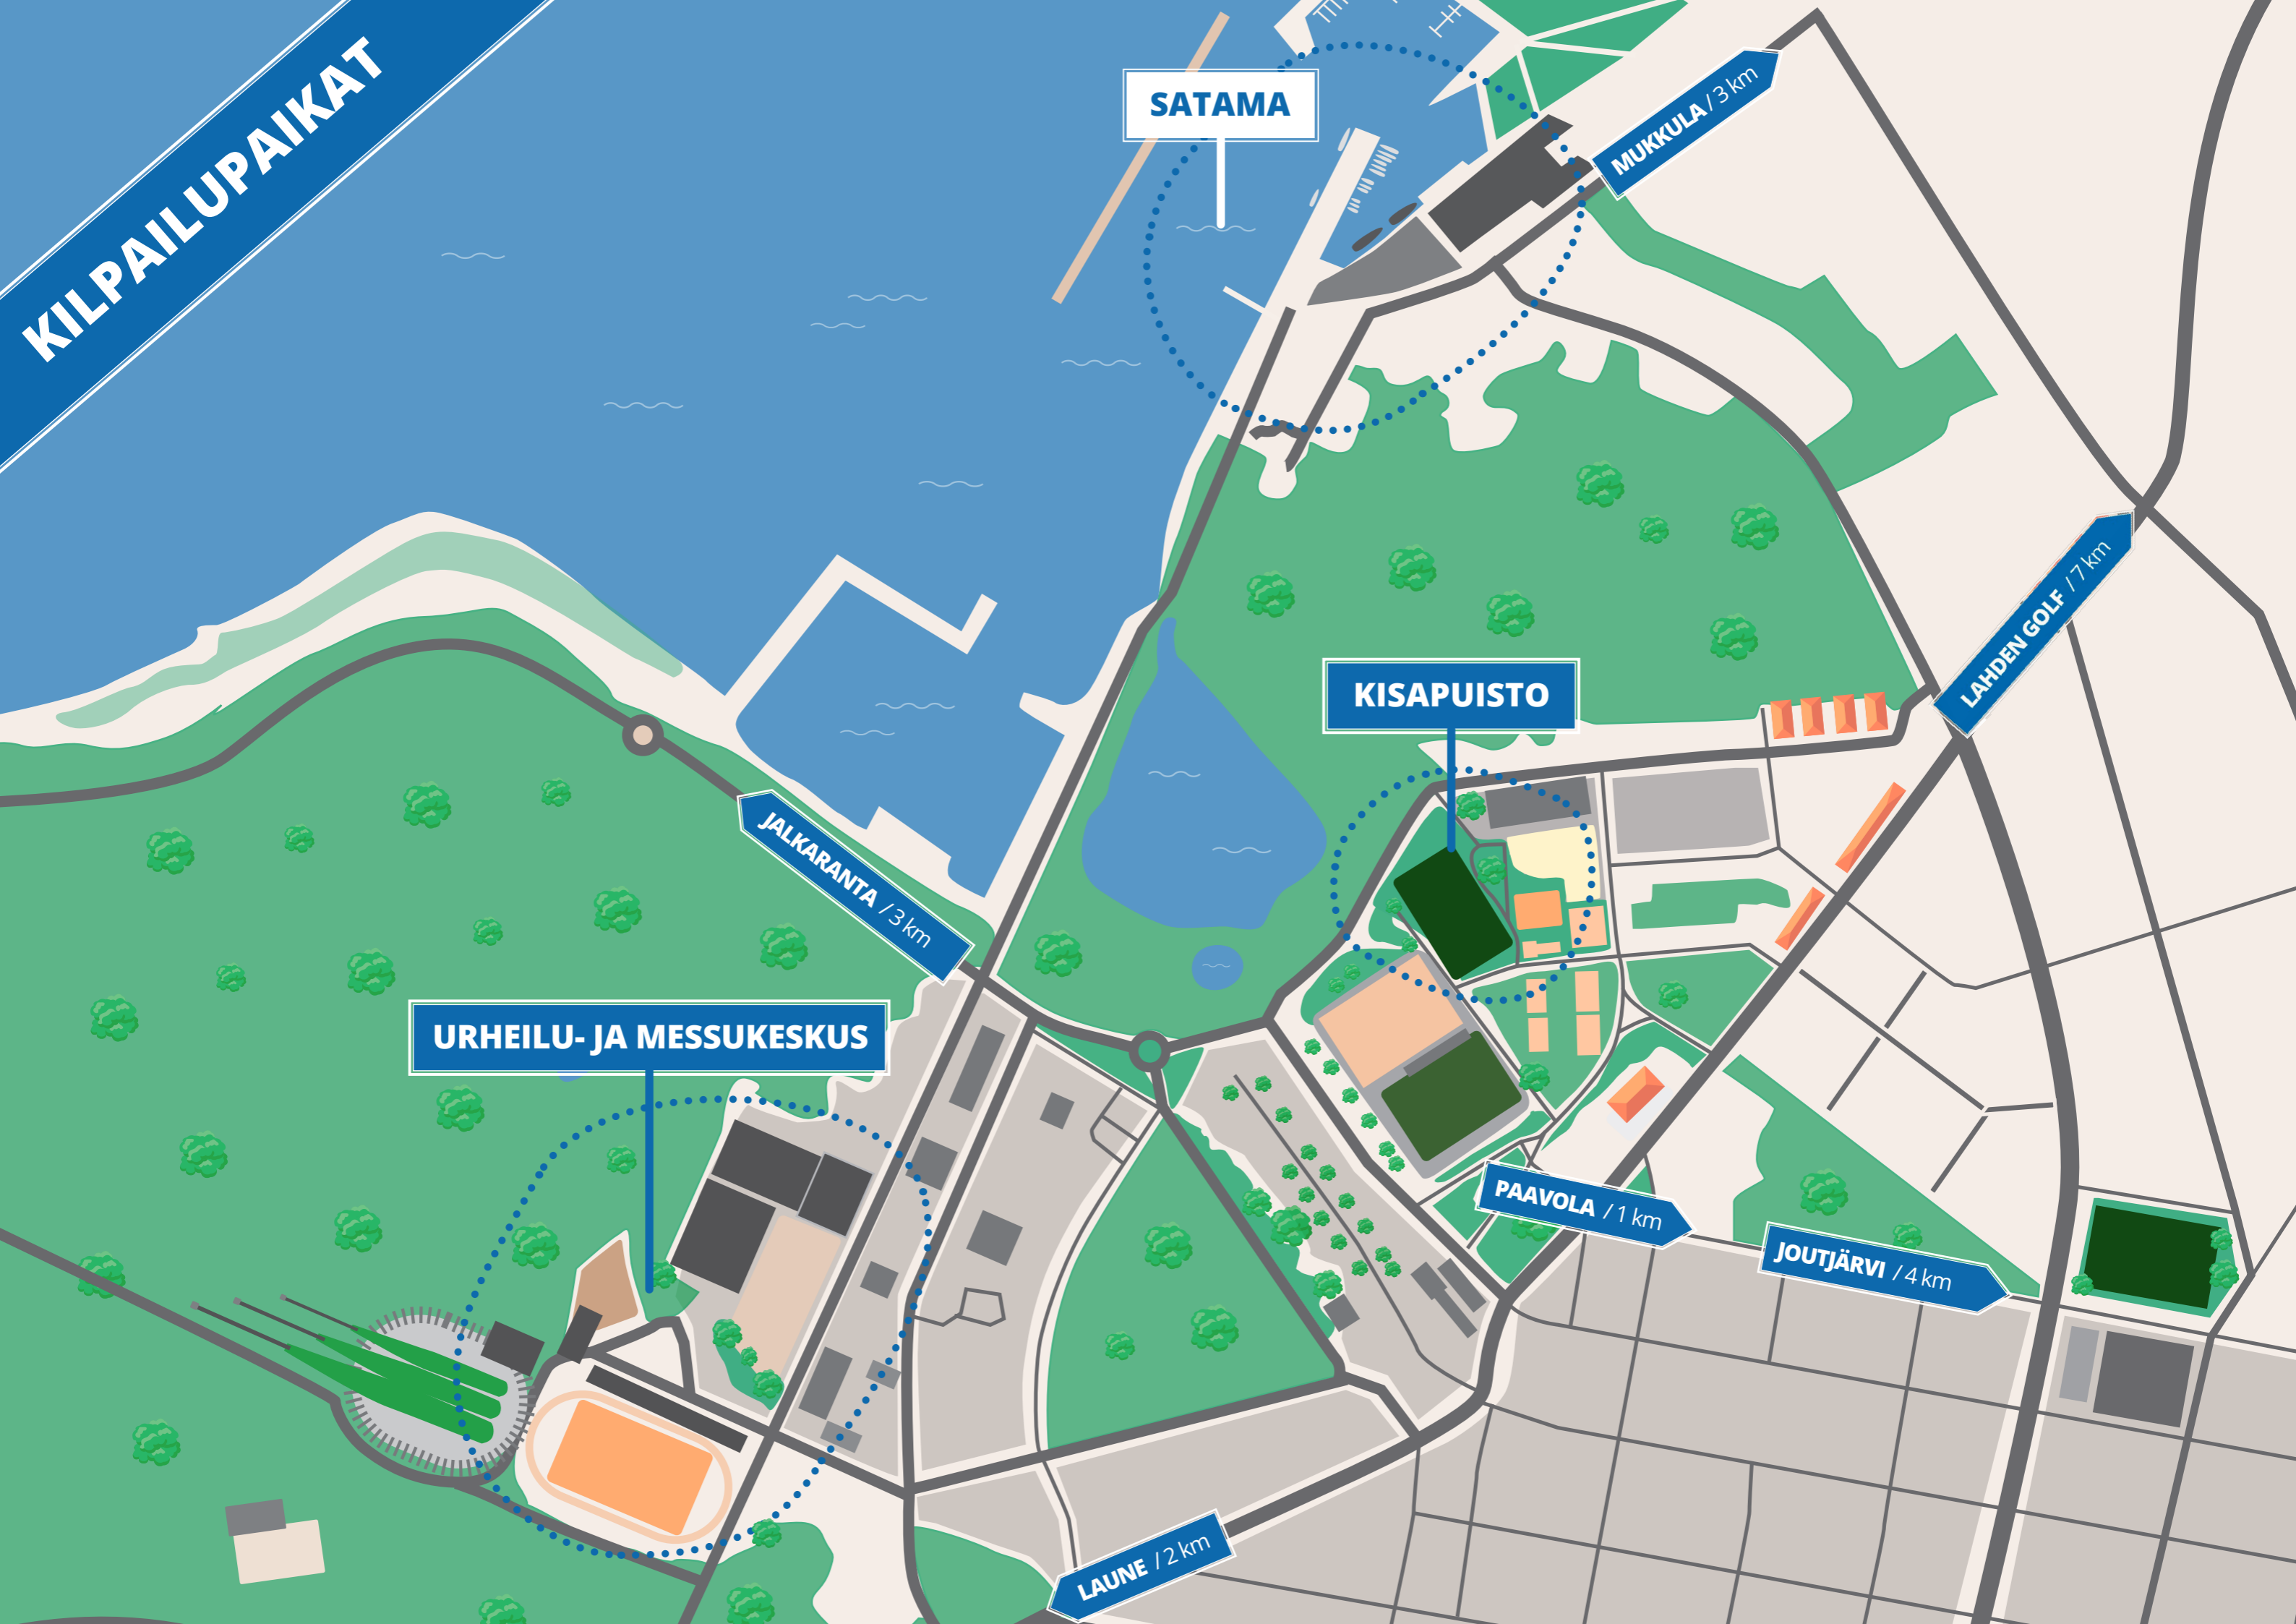 KILPAILUPAIKAT
SATAMA
MUKKULA / 3 km
LAHDEN GOLF / 7 km
KISAPUISTO
JALKARANTA / 3 km
URHEILU- JA MESSUKESKUS
PAAVOLA / 1 km
JOUTJÄRVI / 4 km
LAUNE / 2 km